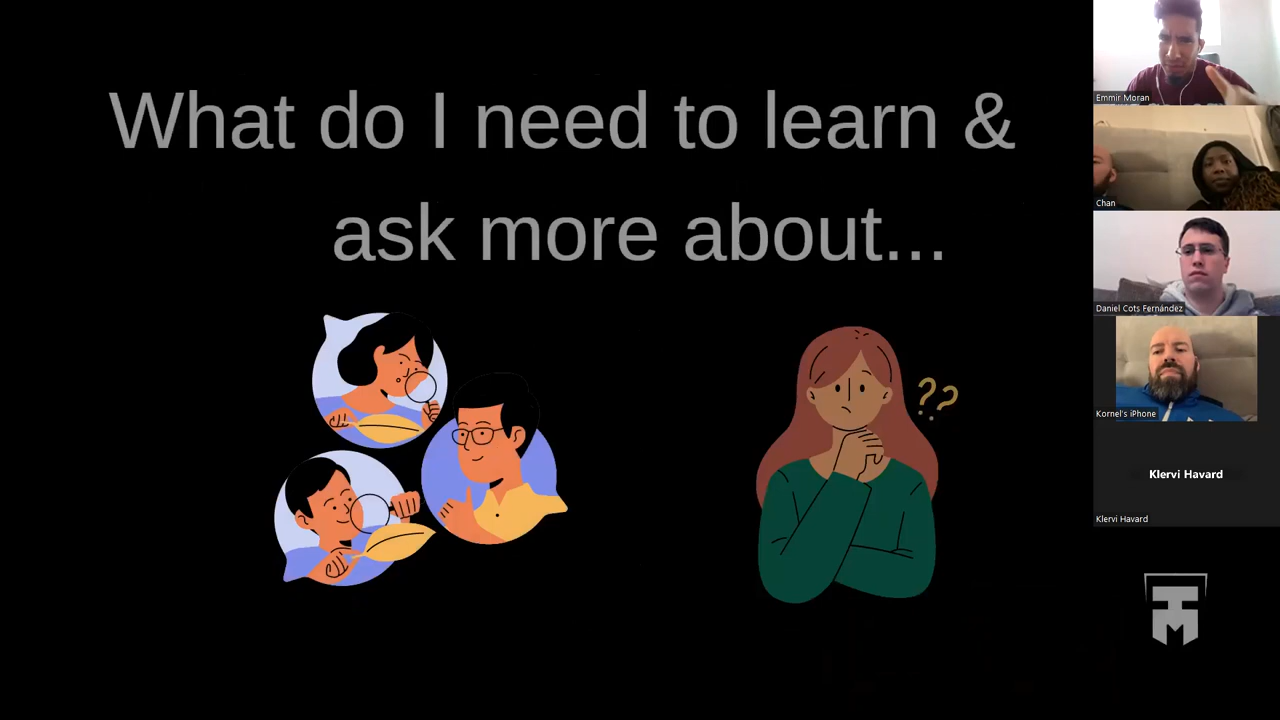 What do I need to learn &
ask more about...
??
Emmir Moran
Chan
Daniel Cots Fernández
Kornel's iPhone
Klervi Havard
Klervi Havard